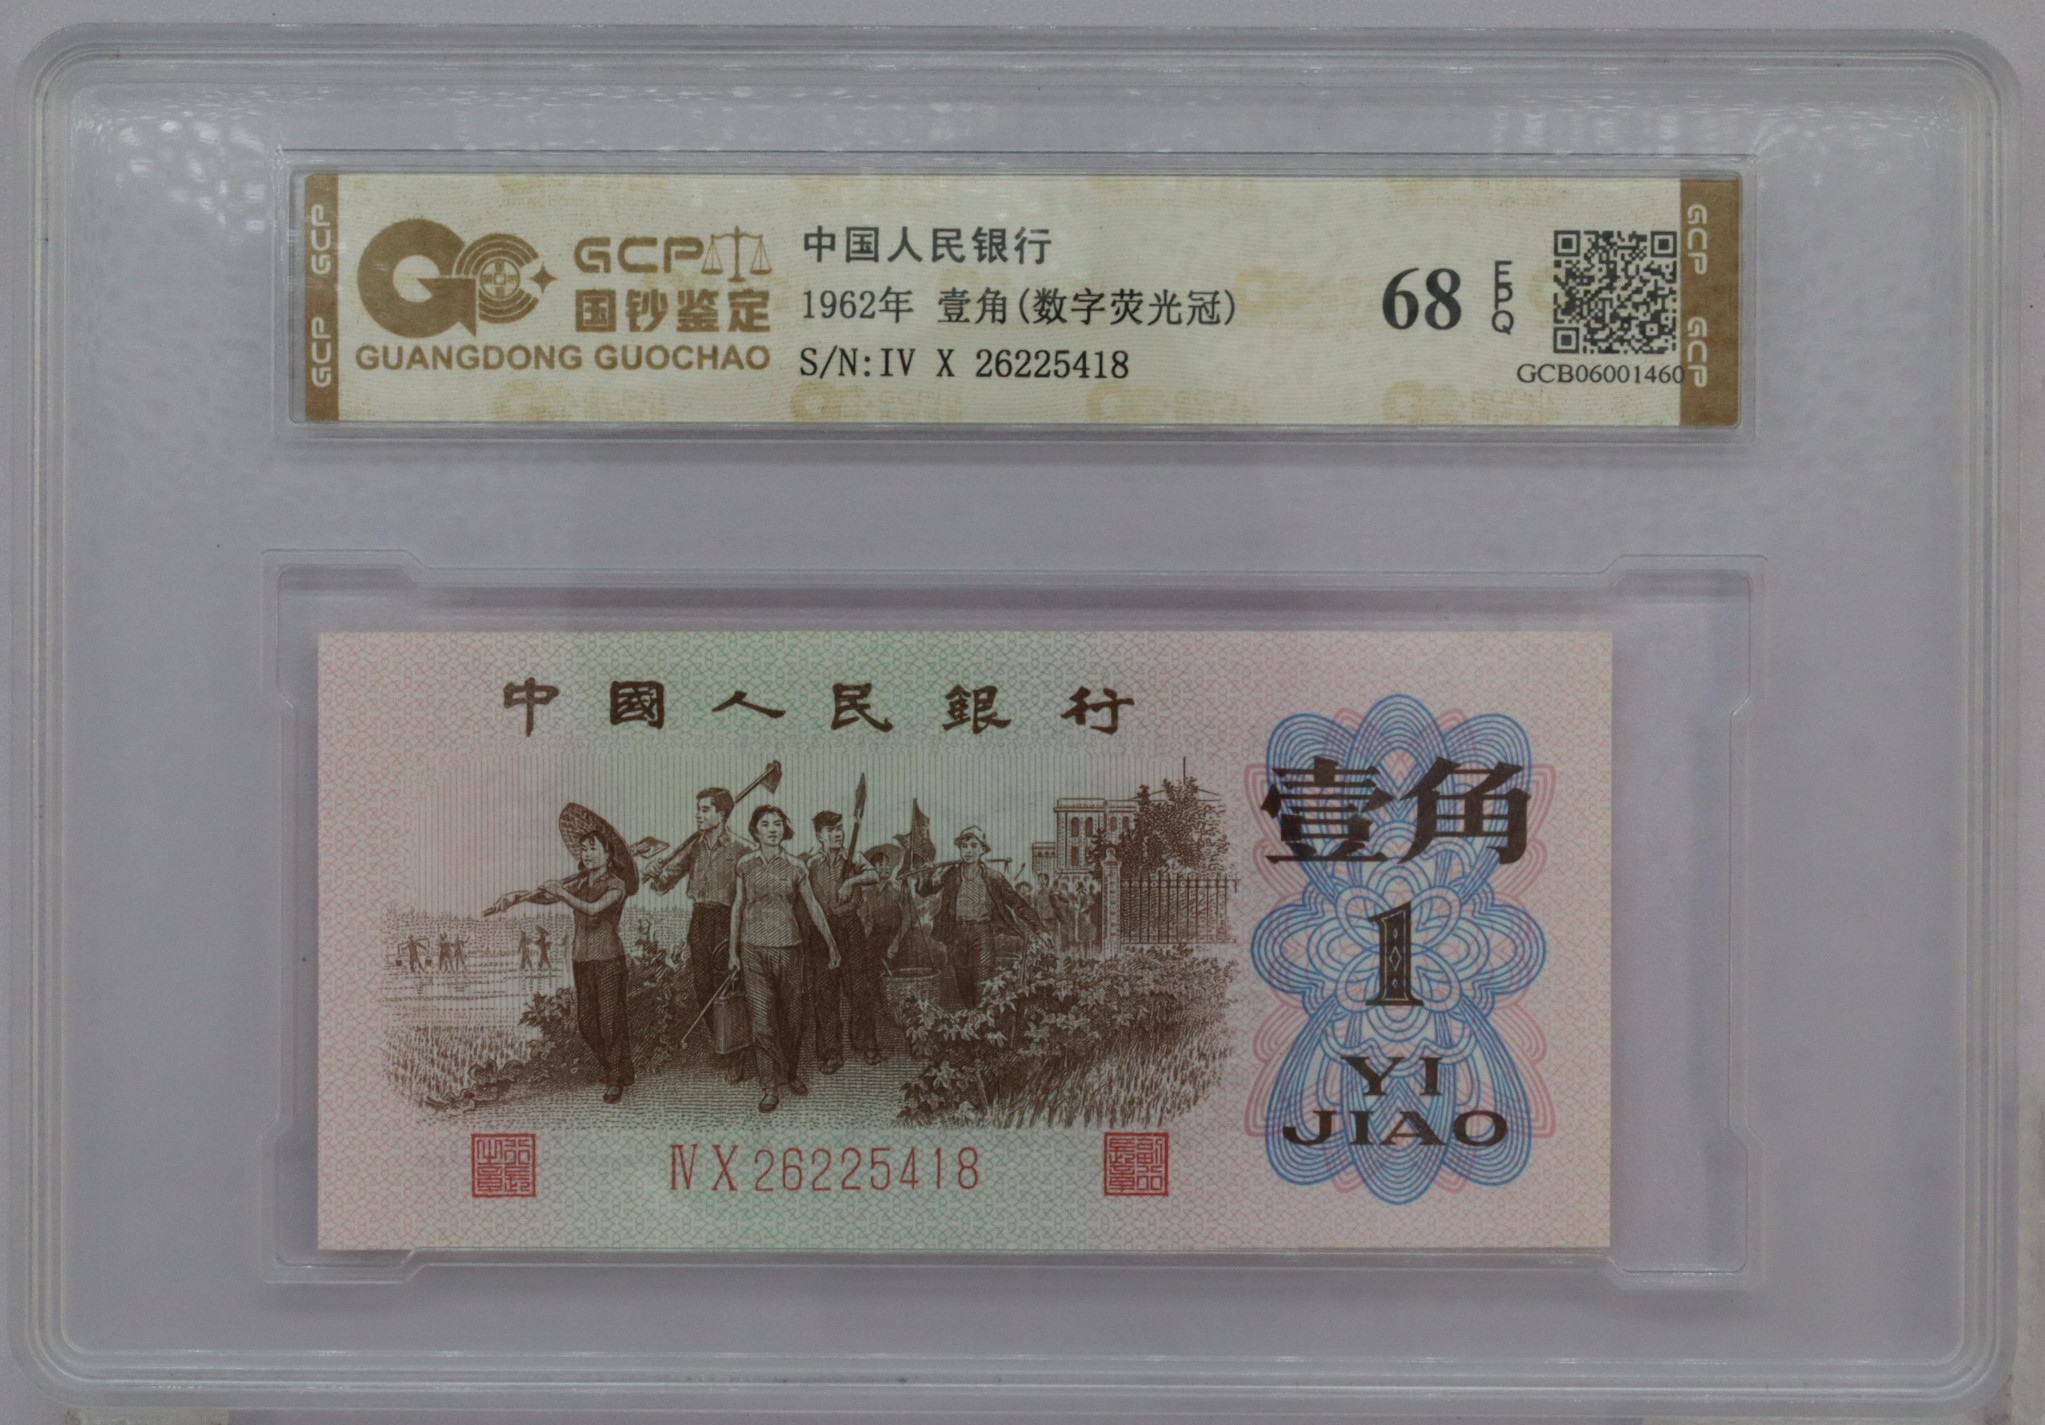 GCP
国钞鉴定
GUANGDONG GUOCHAO
GCP
GCP
中国人民银行
1962年 壹角(数字荧光冠)
S/N:IV X 26225418
68 EPQ
GCB06001460
GCP
GCP
中國人民銀行
壹角
1
YI
JIAO
ⅣX26225418